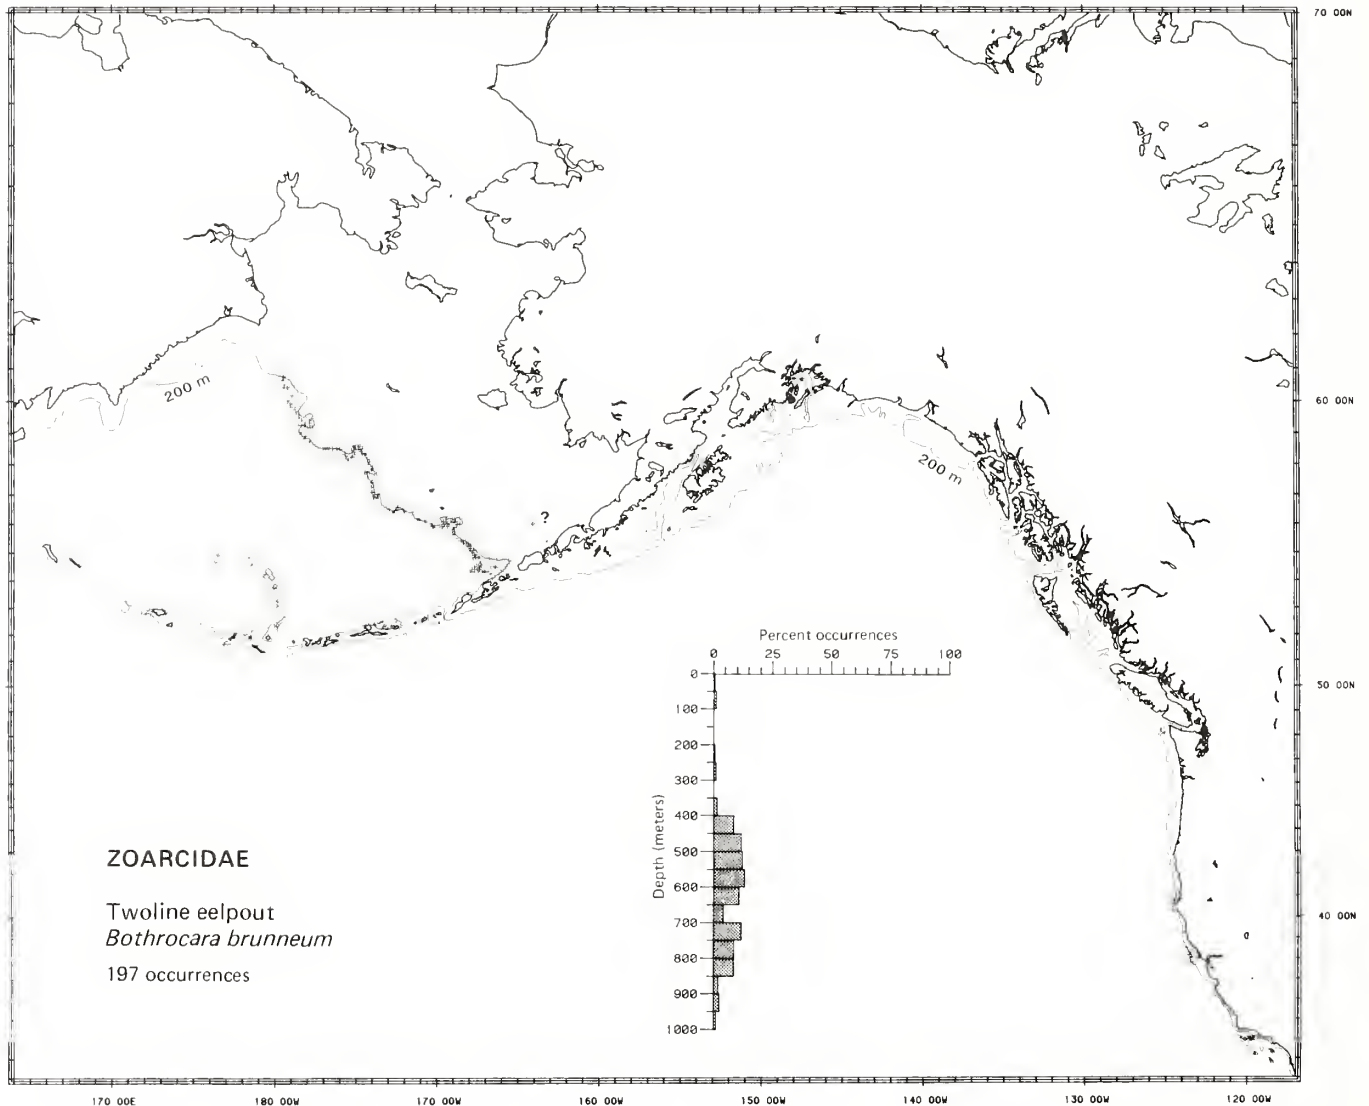 70 00N
200 m
60 00N
200 m
?
Percent occurrences
0 25 50 75 100
50 00N
0
100
200
300
400
500
600
700
800
900
1000
Depth (meters)
ZOARCIDAE
Twoline eelpout
Bothrocara brunneum
197 occurrences
40 00N
170 00E 180 00W 170 00W 160 00W 150 00W 140 00W 130 00W 120 00W